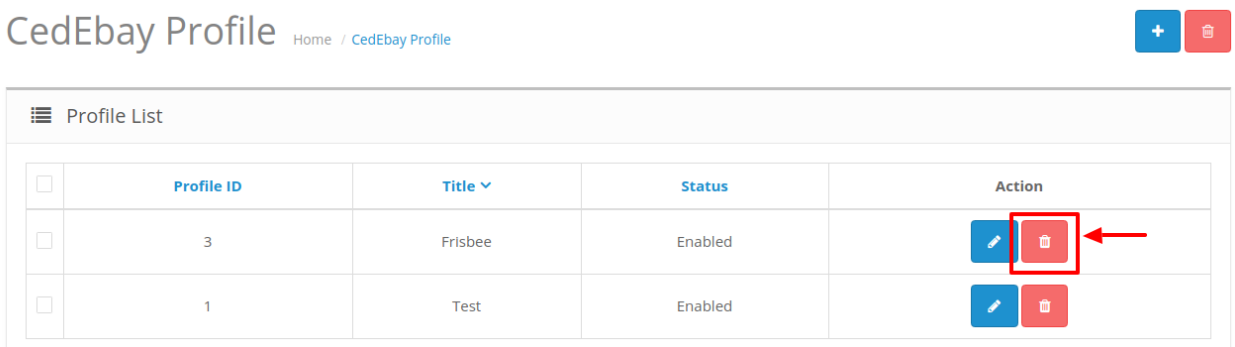 CedEbay Profile Home / CedEbay Profile
Profile List
Profile ID Title Status Action
3 Frisbee Enabled
1 Test Enabled